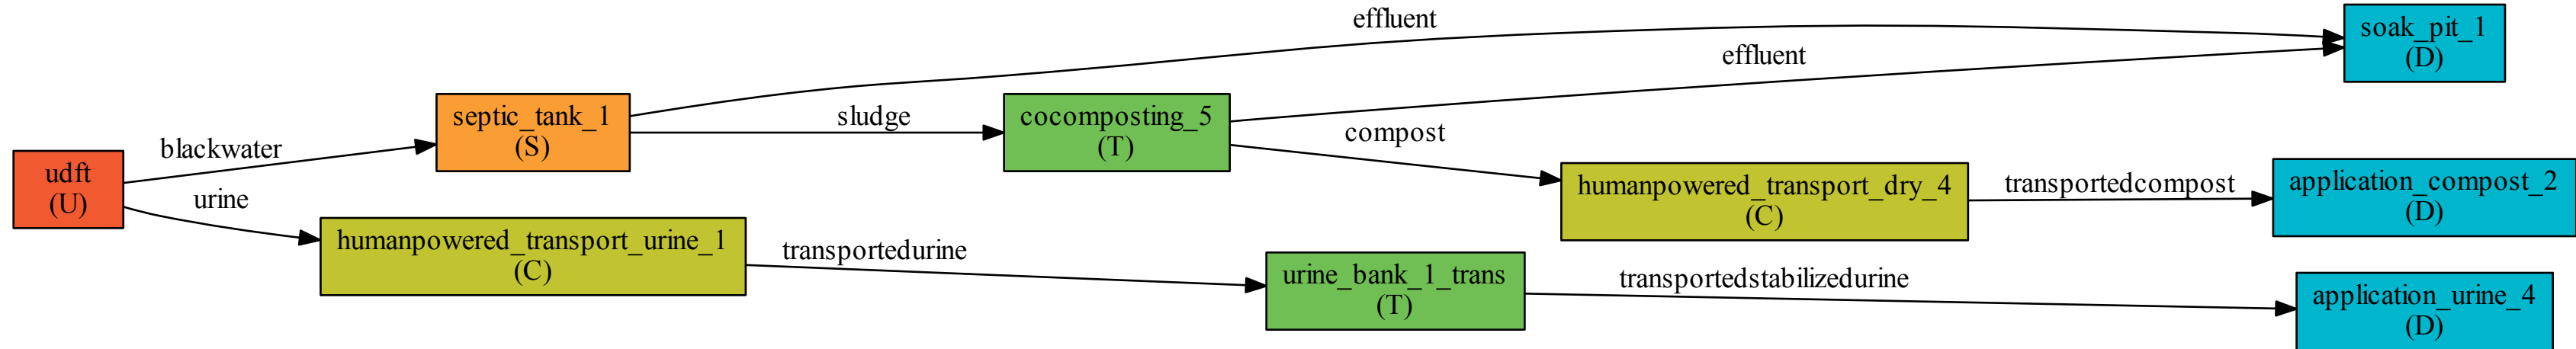 effluent
soak_pit_1
(D)
effluent
septic_tank_1
(S)
sludge
cocomposting_5
(T)
compost
blackwater
udft
(U)
urine
humanpowered_transport_dry_4
(C)
transportedcompost
application_compost_2
(D)
humanpowered_transport_urine_1
(C)
transportedurine
urine_bank_1_trans
(T)
transportedstabilizedurine
application_urine_4
(D)